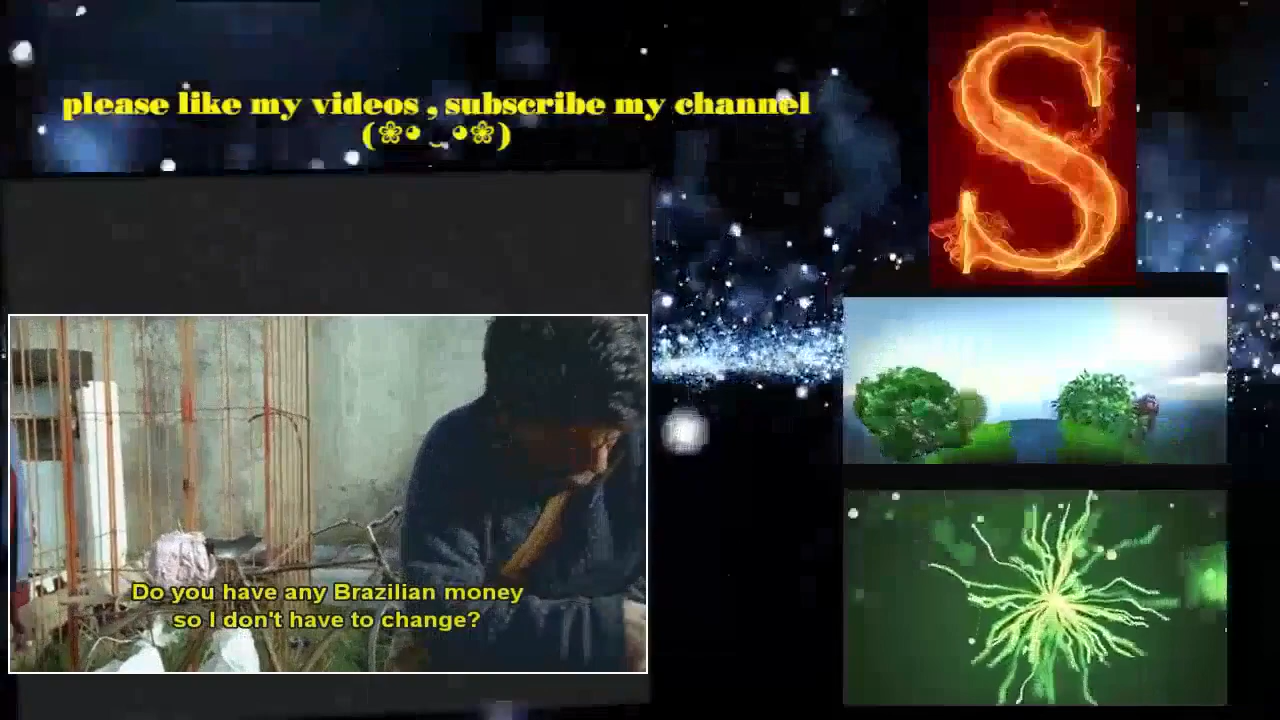 please like my videos , subscribe my channel
(❀◕ ‿ ◕❀)
S
Do you have any Brazilian money
so I don't have to change?